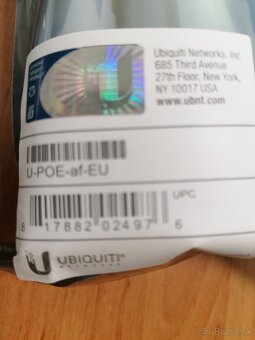 Ubiquiti Networks, Inc.
685 Third Avenue
27th Floor, New York,
NY 10017 USA
www.ubnt.com
U-POE-af-EU
UPC
8 17882 02497 6
UBIQUITI
NETWORKS